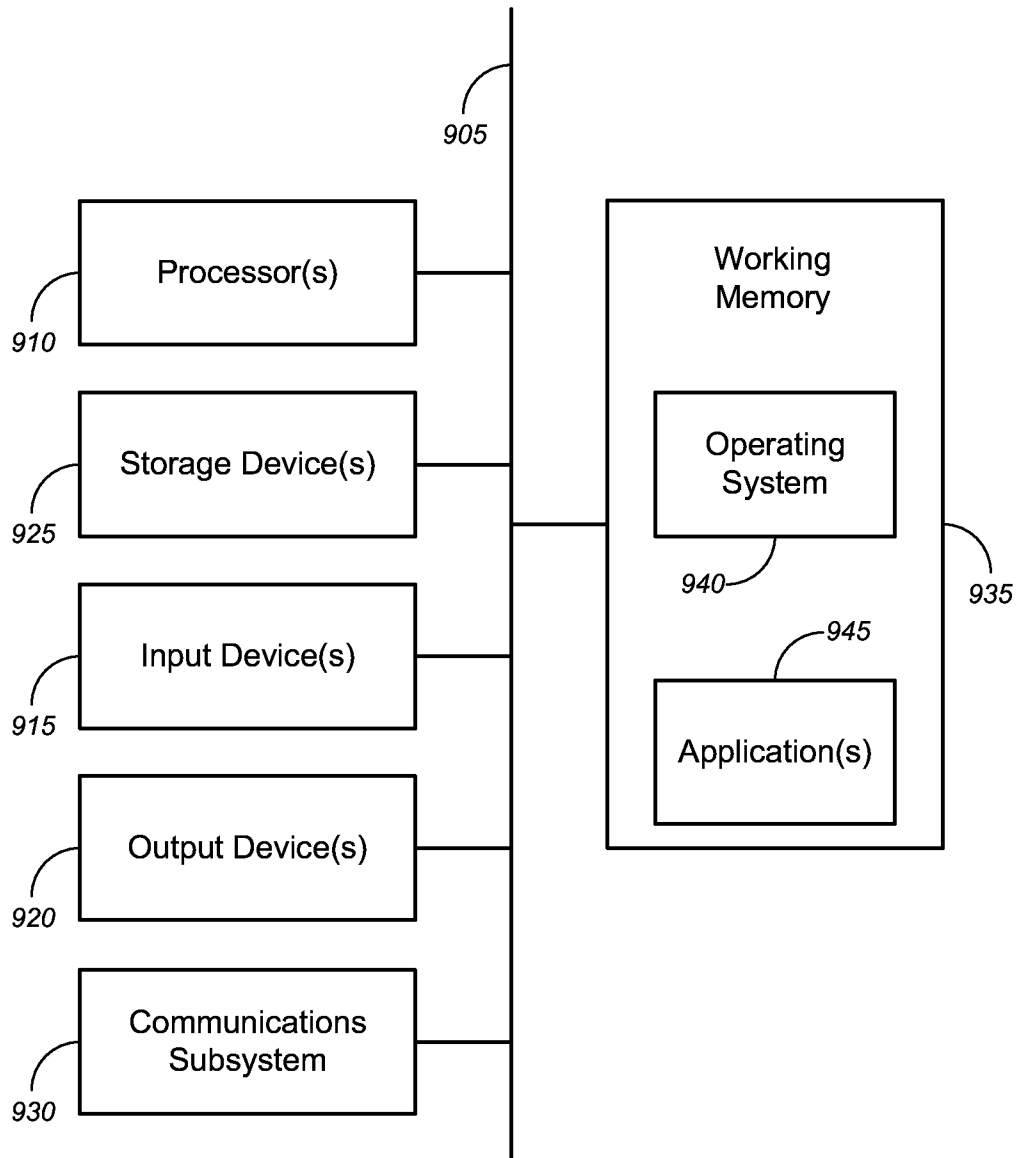 905
Processor(s)
910
Storage Device(s)
925
Input Device(s)
915
Output Device(s)
920
Communications
Subsystem
930
Working
Memory
Operating
System
940
935
945
Application(s)